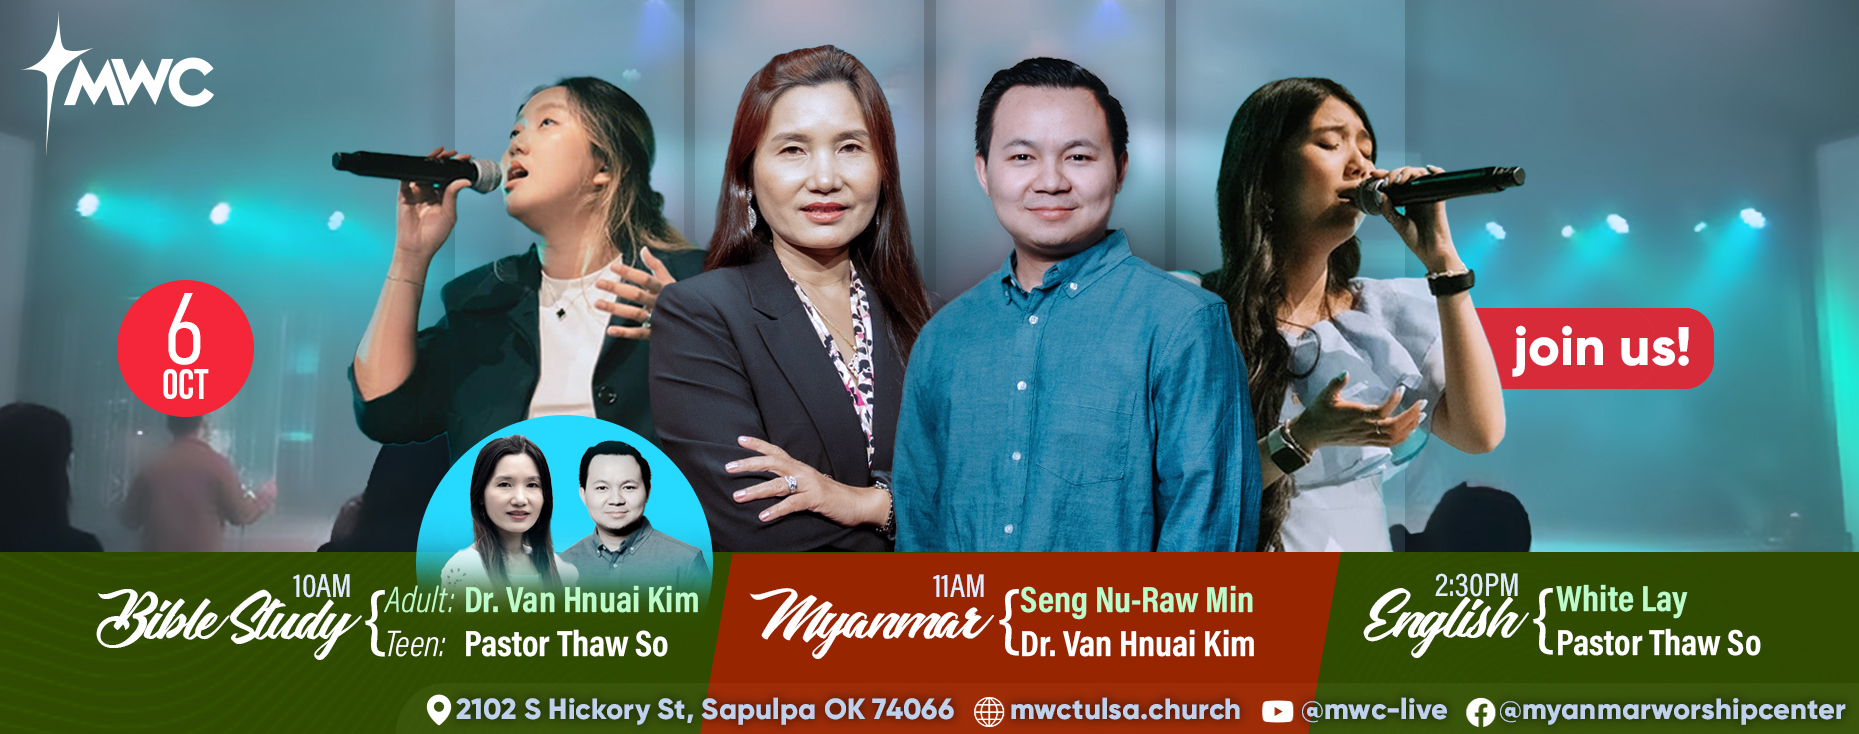 MWC
6
OCT
join us!
Bible Study
10AM
Adult: Dr. Van Hnuai Kim
Teen: Pastor Thaw So
Myanmar
11AM
Seng Nu-Raw Min
Dr. Van Hnuai Kim
English
2:30PM
White Lay
Pastor Thaw So
2102 S Hickory St, Sapulpa OK 74066 mwctulsa.church @mwc-live @myanmarworshipcenter